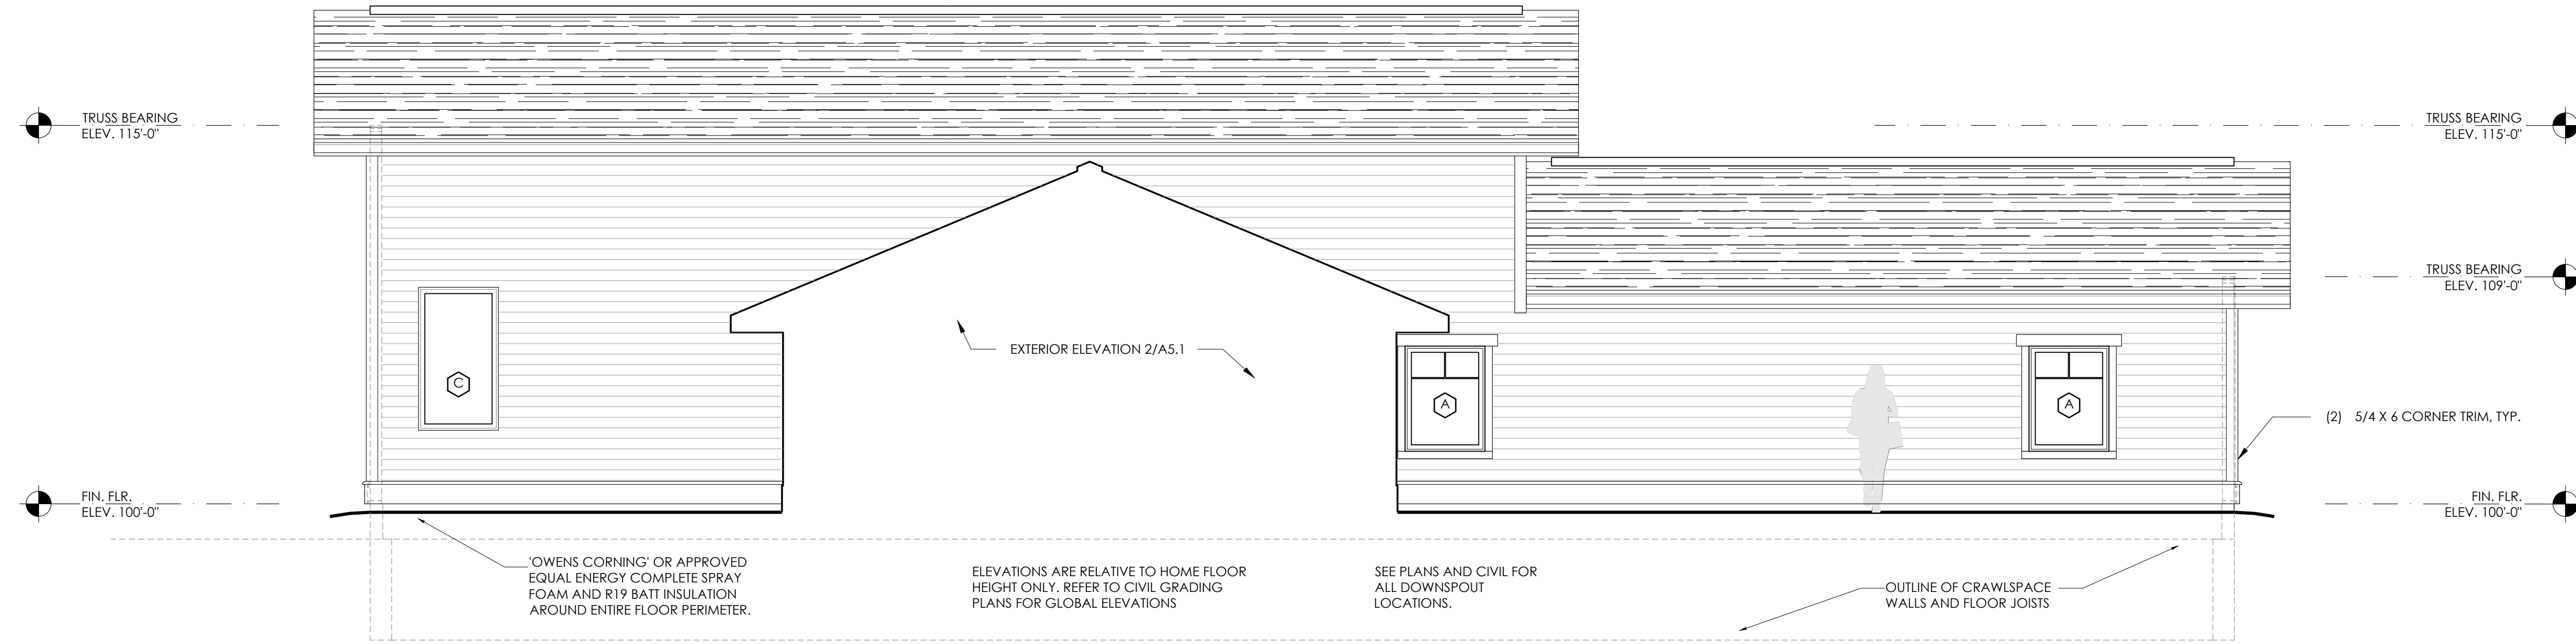 TRUSS BEARING
ELEV. 115'-0"
TRUSS BEARING
ELEV. 115'-0"
TRUSS BEARING
ELEV. 109'-0"
EXTERIOR ELEVATION 2/A5.1
C
A
A
(2) 5/4 X 6 CORNER TRIM, TYP.
FIN. FLR.
ELEV. 100'-0"
FIN. FLR.
ELEV. 100'-0"
'OWENS CORNING' OR APPROVED
EQUAL ENERGY COMPLETE SPRAY
FOAM AND R19 BATT INSULATION
AROUND ENTIRE FLOOR PERIMETER.
ELEVATIONS ARE RELATIVE TO HOME FLOOR
HEIGHT ONLY. REFER TO CIVIL GRADING
PLANS FOR GLOBAL ELEVATIONS
SEE PLANS AND CIVIL FOR
ALL DOWNSPOUT
LOCATIONS.
OUTLINE OF CRAWLSPACE
WALLS AND FLOOR JOISTS